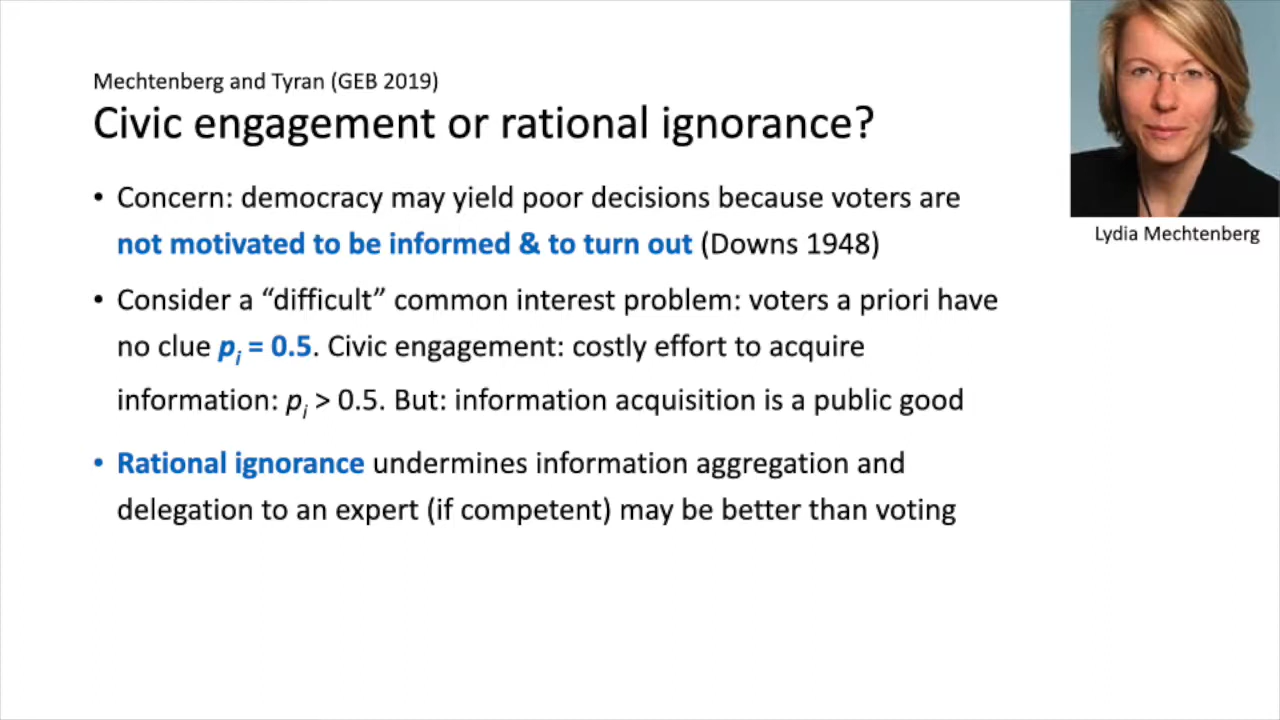 Mechtenberg and Tyran (GEB 2019)
Civic engagement or rational ignorance?
• Concern: democracy may yield poor decisions because voters are
not motivated to be informed & to turn out (Downs 1948)
• Consider a “difficult” common interest problem: voters a priori have
no clue pi = 0.5. Civic engagement: costly effort to acquire
information: pi > 0.5. But: information acquisition is a public good
• Rational ignorance undermines information aggregation and
delegation to an expert (if competent) may be better than voting
Lydia Mechtenberg